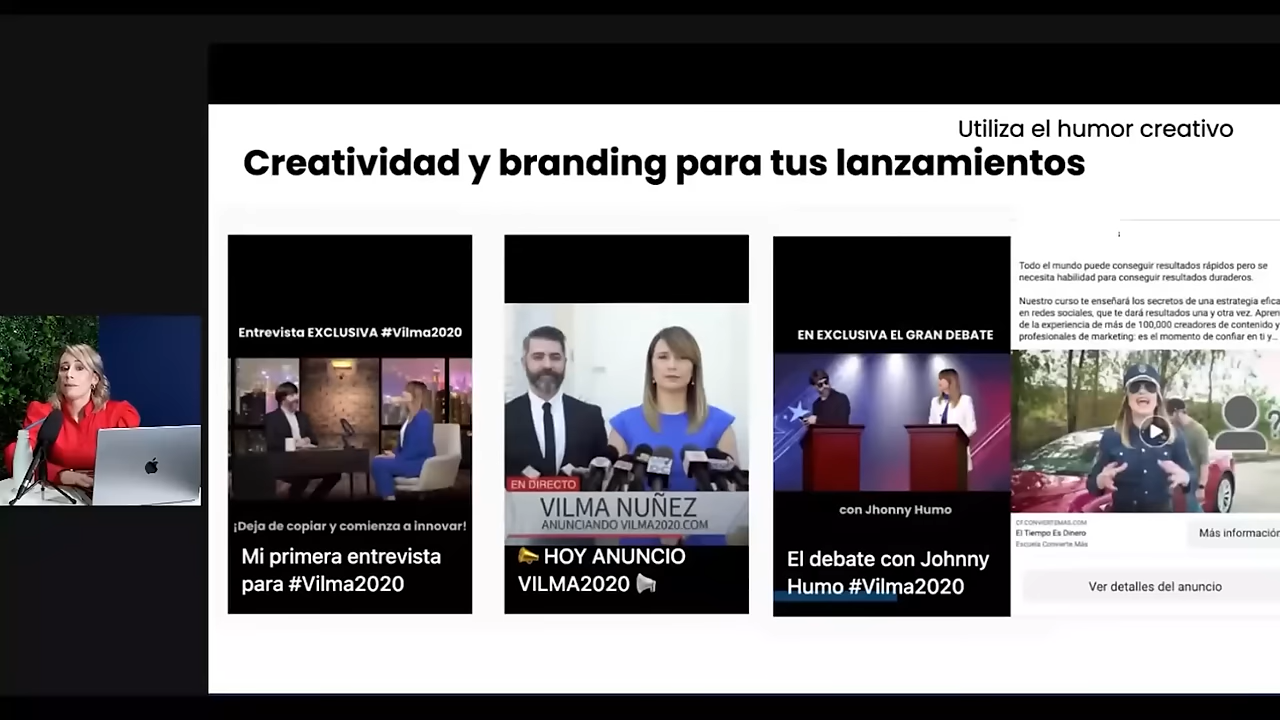 Utiliza el humor creativo
Creatividad y branding para tus lanzamientos
Entrevista EXCLUSIVA #Vilma2020
¡Deja de copiar y comienza a innovar!
Mi primera entrevista
para #Vilma2020
EN DIRECTO
VILMA NUÑEZ
ANUNCIANDO VILMA2020.COM
📣 HOY ANUNCIO
VILMA2020 📢
EN EXCLUSIVA EL GRAN DEBATE
con Jhonny Humo
El debate con Johnny
Humo #Vilma2020
Todo el mundo puede conseguir resultados rápidos pero se
necesita habilidad para conseguir resultados duraderos.
Nuestro curso te enseñará los secretos de una estrategia efica
en redes sociales, que te dará resultados una y otra vez. Apren
de la experiencia de más de 100,000 creadores de contenido y
profesionales de marketing: es el momento de confiar en ti y...
CF.CONVIERTEMAS.COM
El Tiempo Es Dinero
Escuela Convierte Más
Más información
Ver detalles del anuncio